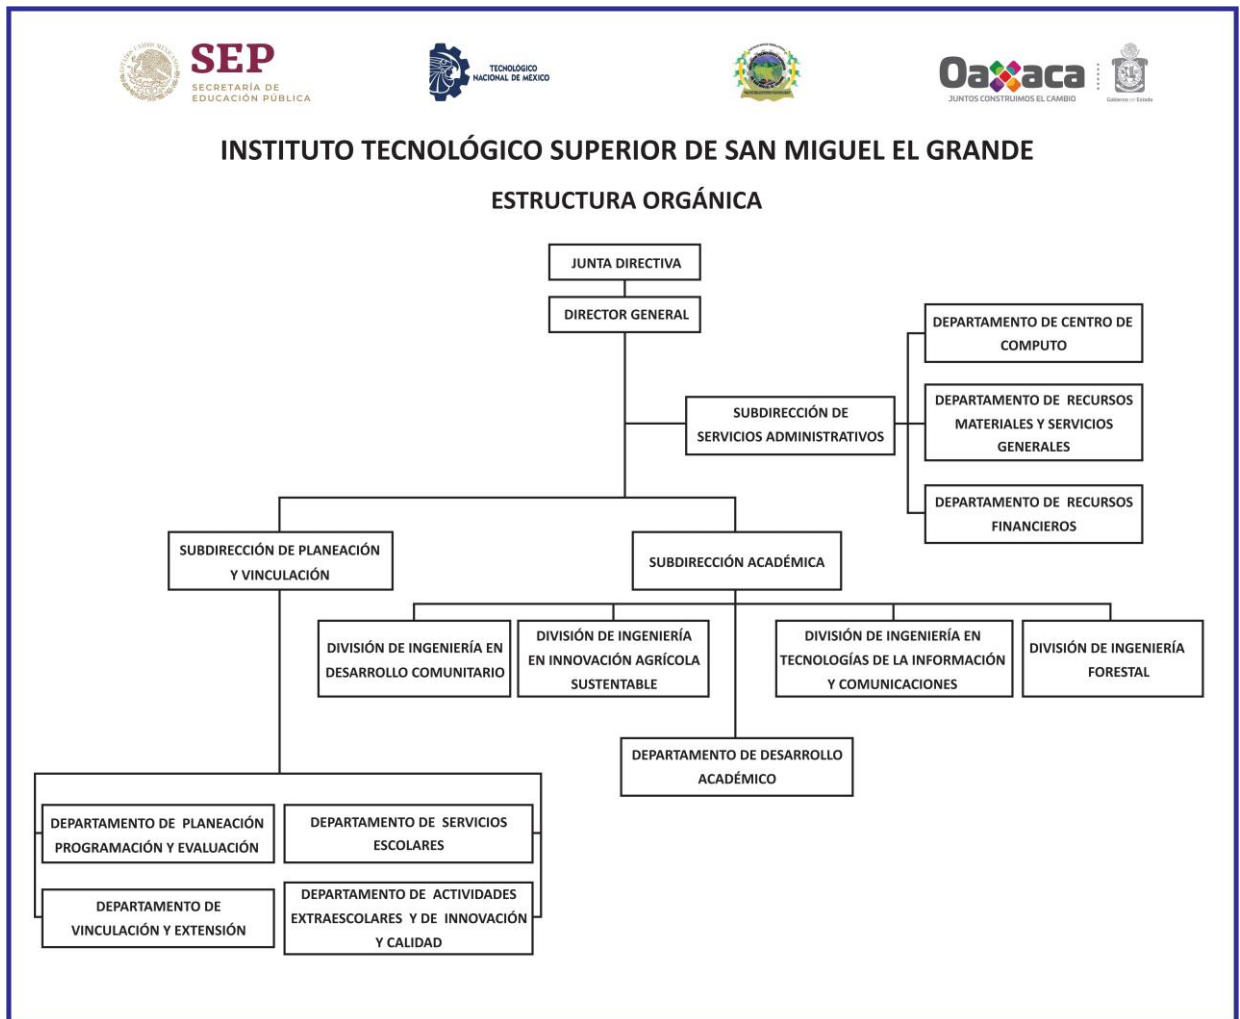 SEP
SECRETARÍA DE
EDUCACIÓN PÚBLICA
TECNOLÓGICO
NACIONAL DE MÉXICO
Oaxaca
JUNTOS CONSTRUIMOS EL CAMBIO
Gobierno del Estado
INSTITUTO TECNOLÓGICO SUPERIOR DE SAN MIGUEL EL GRANDE
ESTRUCTURA ORGÁNICA
JUNTA DIRECTIVA
DIRECTOR GENERAL
DEPARTAMENTO DE CENTRO DE
COMPUTO
SUBDIRECCIÓN DE
SERVICIOS ADMINISTRATIVOS
DEPARTAMENTO DE RECURSOS
MATERIALES Y SERVICIOS
GENERALES
DEPARTAMENTO DE RECURSOS
FINANCIEROS
SUBDIRECCIÓN DE PLANEACIÓN
Y VINCULACIÓN
SUBDIRECCIÓN ACADÉMICA
DIVISIÓN DE INGENIERÍA EN
DESARROLLO COMUNITARIO
DIVISIÓN DE INGENIERÍA
EN INNOVACIÓN AGRÍCOLA
SUSTENTABLE
DIVISIÓN DE INGENIERÍA EN
TECNOLOGÍAS DE LA INFORMACIÓN
Y COMUNICACIONES
DIVISIÓN DE INGENIERÍA
FORESTAL
DEPARTAMENTO DE DESARROLLO
ACADÉMICO
DEPARTAMENTO DE PLANEACIÓN
PROGRAMACIÓN Y EVALUACIÓN
DEPARTAMENTO DE SERVICIOS
ESCOLARES
DEPARTAMENTO DE
VINCULACIÓN Y EXTENSIÓN
DEPARTAMENTO DE ACTIVIDADES
EXTRAESCOLARES Y DE INNOVACIÓN
Y CALIDAD